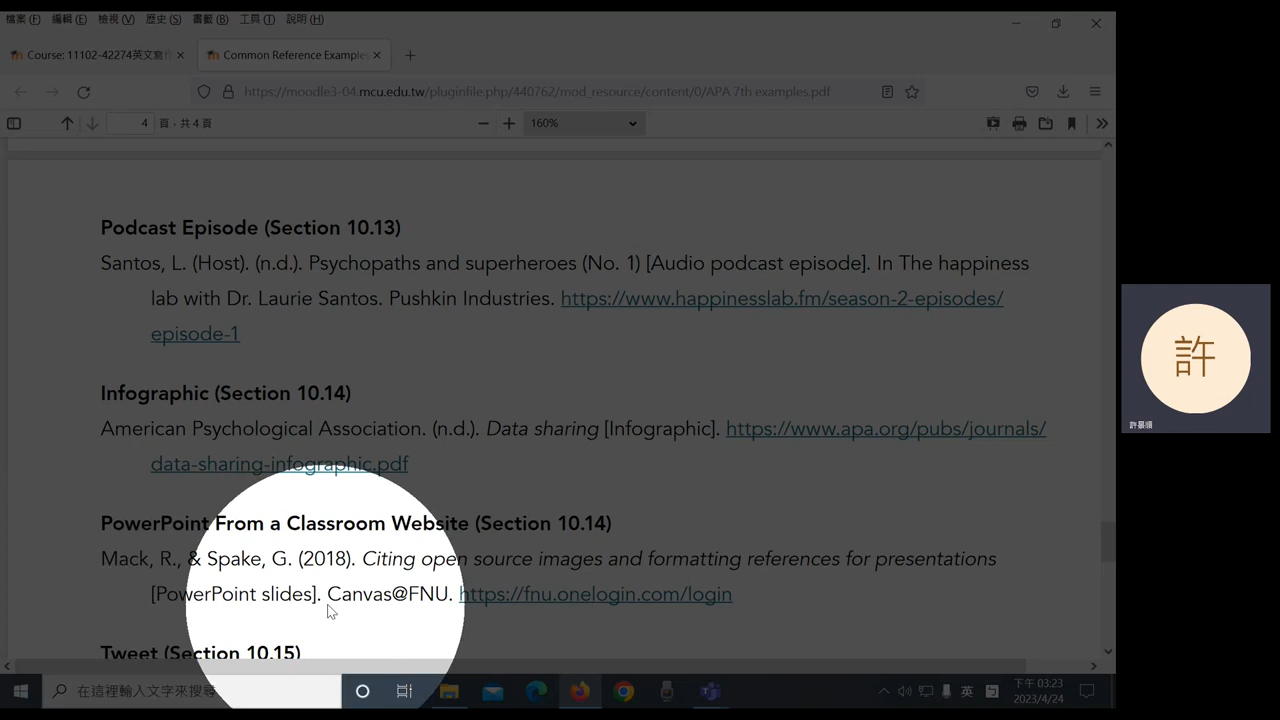 檔案 (F) 編輯 (E) 檢視 (V) 歷史 (S) 書籤 (B) 工具 (T) 說明 (H)
Course: 11102-42274英文寫作
Common Reference Examples
https://moodle3-04.mcu.edu.tw/pluginfile.php/440762/mod_resource/content/0/APA 7th examples.pdf
4 頁，共 4 頁
160%
Podcast Episode (Section 10.13)
Santos, L. (Host). (n.d.). Psychopaths and superheroes (No. 1) [Audio podcast episode]. In The happiness
lab with Dr. Laurie Santos. Pushkin Industries. https://www.happinesslab.fm/season-2-episodes/
episode-1
Infographic (Section 10.14)
American Psychological Association. (n.d.). Data sharing [Infographic]. https://www.apa.org/pubs/journals/
data-sharing-infographic.pdf
PowerPoint From a Classroom Website (Section 10.14)
Mack, R., & Spake, G. (2018). Citing open source images and formatting references for presentations
[PowerPoint slides]. Canvas@FNU. https://fnu.onelogin.com/login
Tweet (Section 10.15)
許
許景順
在這裡輸入文字來搜尋
英
下午 03:23
2023/4/24